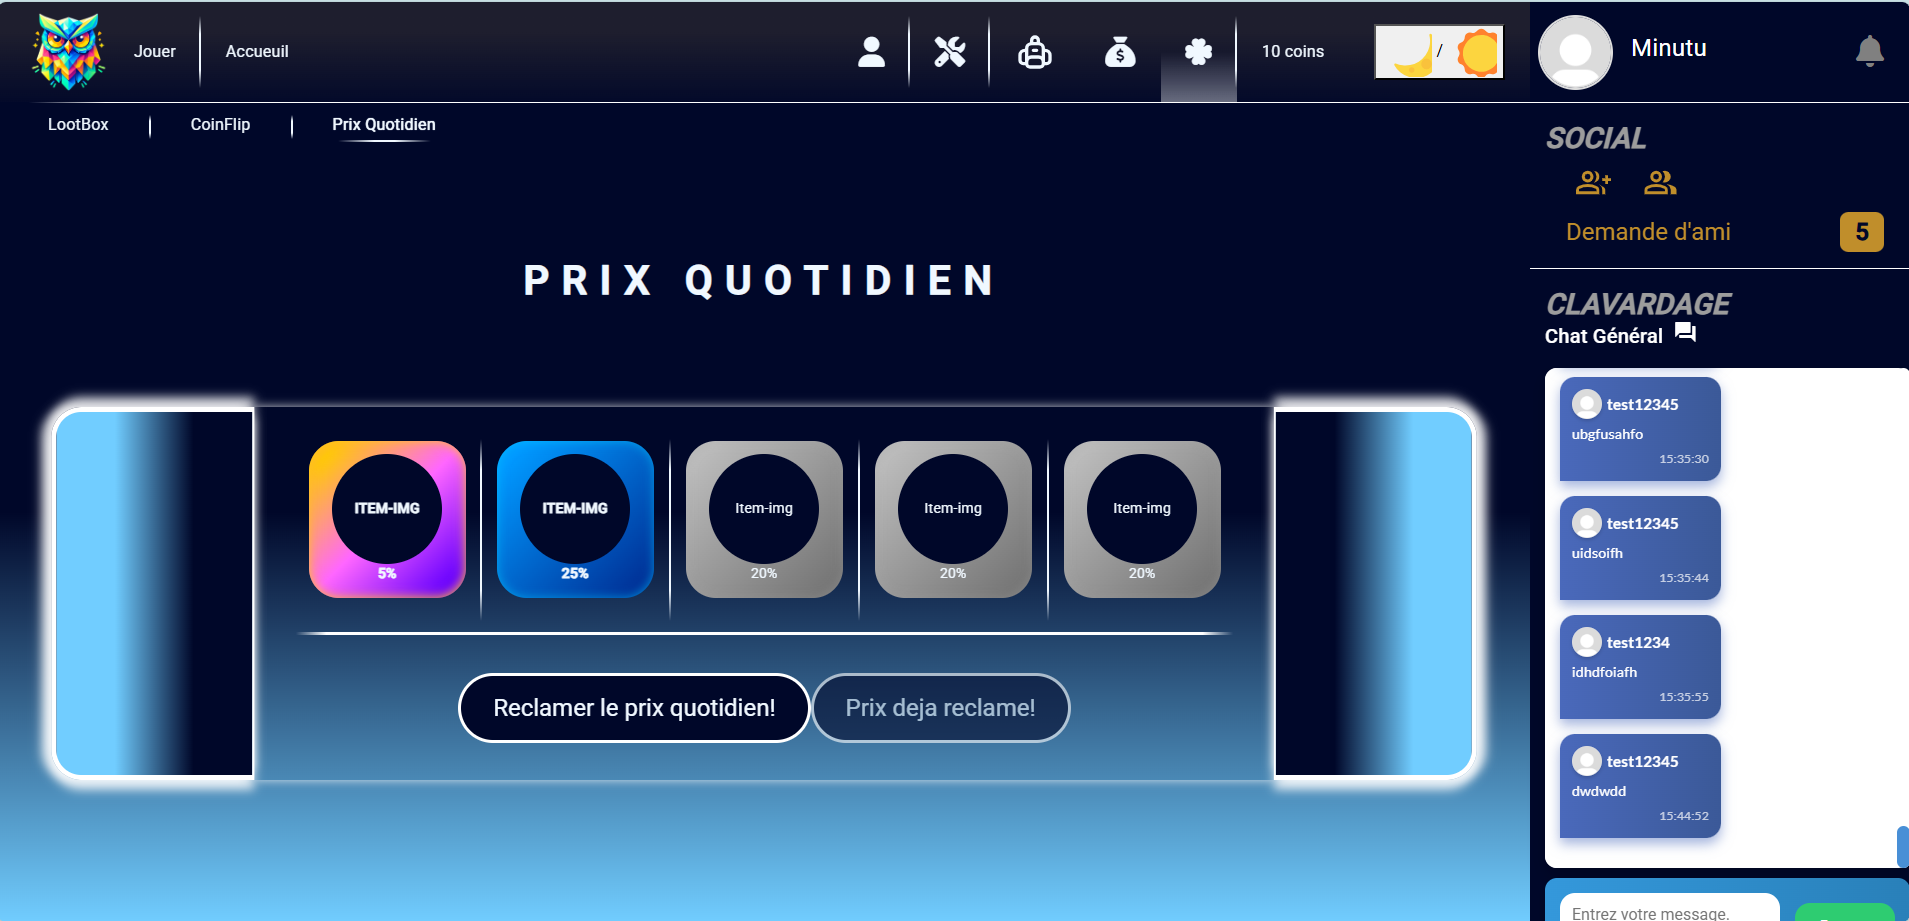 Jouer
Accueuil
10 coins
/
Minutu
LootBox
CoinFlip
Prix Quotidien
SOCIAL
Demande d'ami
5
PRIX QUOTIDIEN
CLAVARDAGE
Chat Général
ITEM-IMG
5%
ITEM-IMG
25%
Item-img
20%
Item-img
20%
Item-img
20%
Reclamer le prix quotidien!
Prix deja reclame!
test12345
ubgfusahfo
15:35:30
test12345
uidsoifh
15:35:44
test1234
idhdfoiafh
15:35:55
test12345
dwdwdd
15:44:52
Entrez votre message.